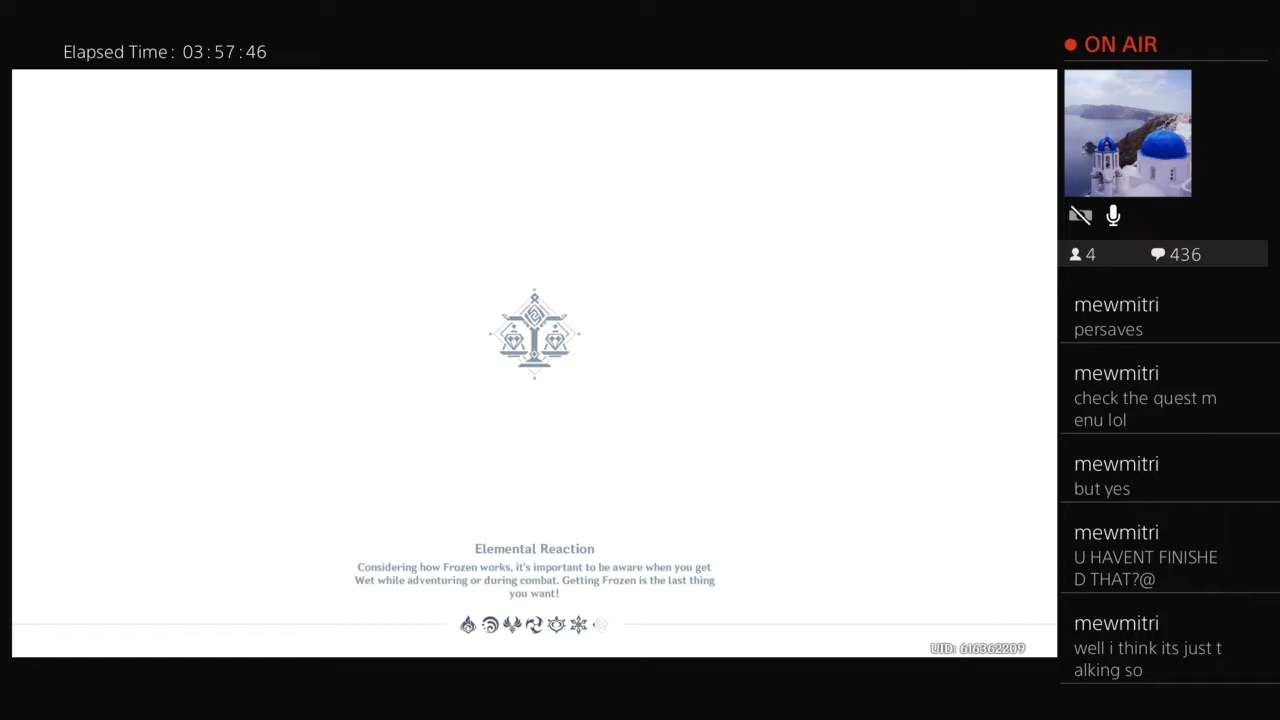 Elapsed Time: 03:57:46
ON AIR
4 436
mewmitri
persaves
mewmitri
check the quest m
enu lol
mewmitri
but yes
mewmitri
U HAVENT FINISHE
D THAT?@
mewmitri
well i think its just t
alking so
Elemental Reaction
Considering how Frozen works, it's important to be aware when you get
Wet while adventuring or during combat. Getting Frozen is the last thing
you want!
UID: 616362209